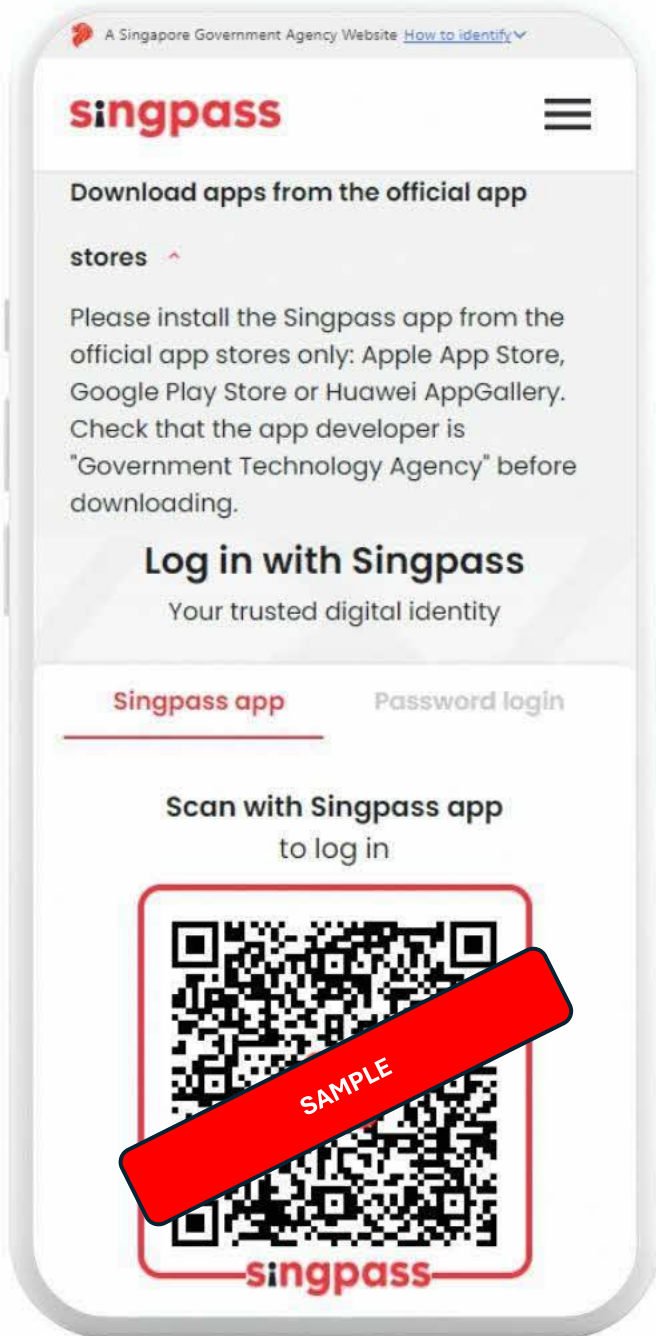 A Singapore Government Agency Website How to identify
singpass
Download apps from the official app
stores
Please install the Singpass app from the
official app stores only: Apple App Store,
Google Play Store or Huawei AppGallery.
Check that the app developer is
"Government Technology Agency" before
downloading.
Log in with Singpass
Your trusted digital identity
Singpass app Password login
Scan with Singpass app
to log in
SAMPLE
singpass